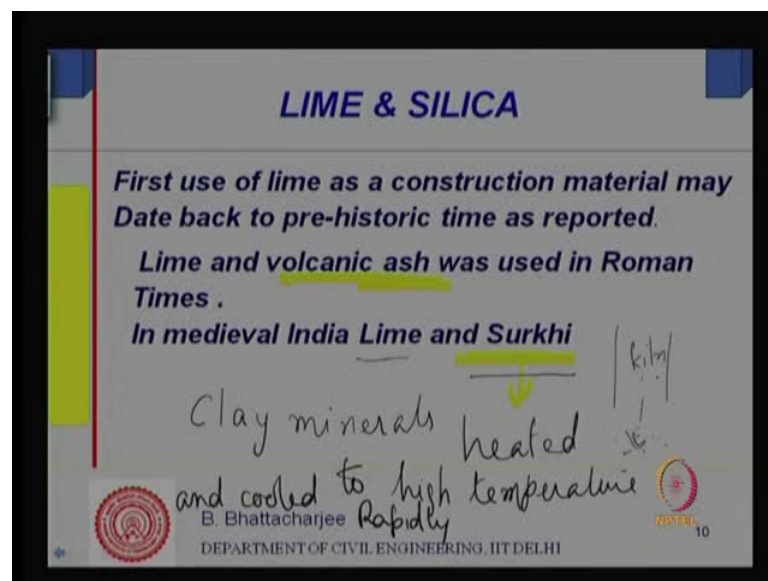 LIME & SILICA
First use of lime as a construction material may
Date back to pre-historic time as reported.
Lime and volcanic ash was used in Roman
Times .
In medieval India Lime and Surkhi
kiln
Clay minerals heated
and cooled to high temperature
Rapidly
B. Bhattacharjee
DEPARTMENT OF CIVIL ENGINEERING, IIT DELHI
NPTEL
10